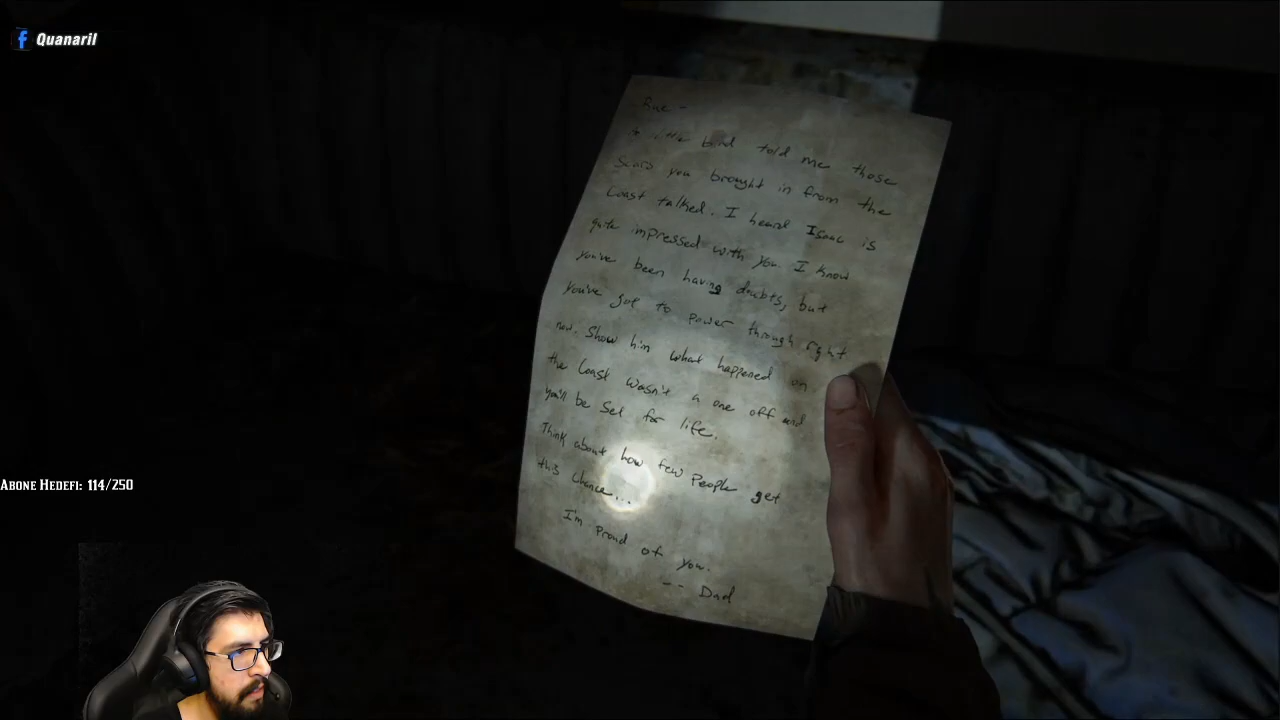 Quanaril
Rae -
A little bird told me those
Scars you brought in from the
Coast talked. I heard Isaac is
quite impressed with you. I know
you've been having doubts, but
you've got to power through right
now. Show him what happened on
the Coast wasn't a one off and
you'll be set for life.
Think about how few people get
this chance...
I'm proud of you.
-- Dad
ABONE HEDEFI: 114/250